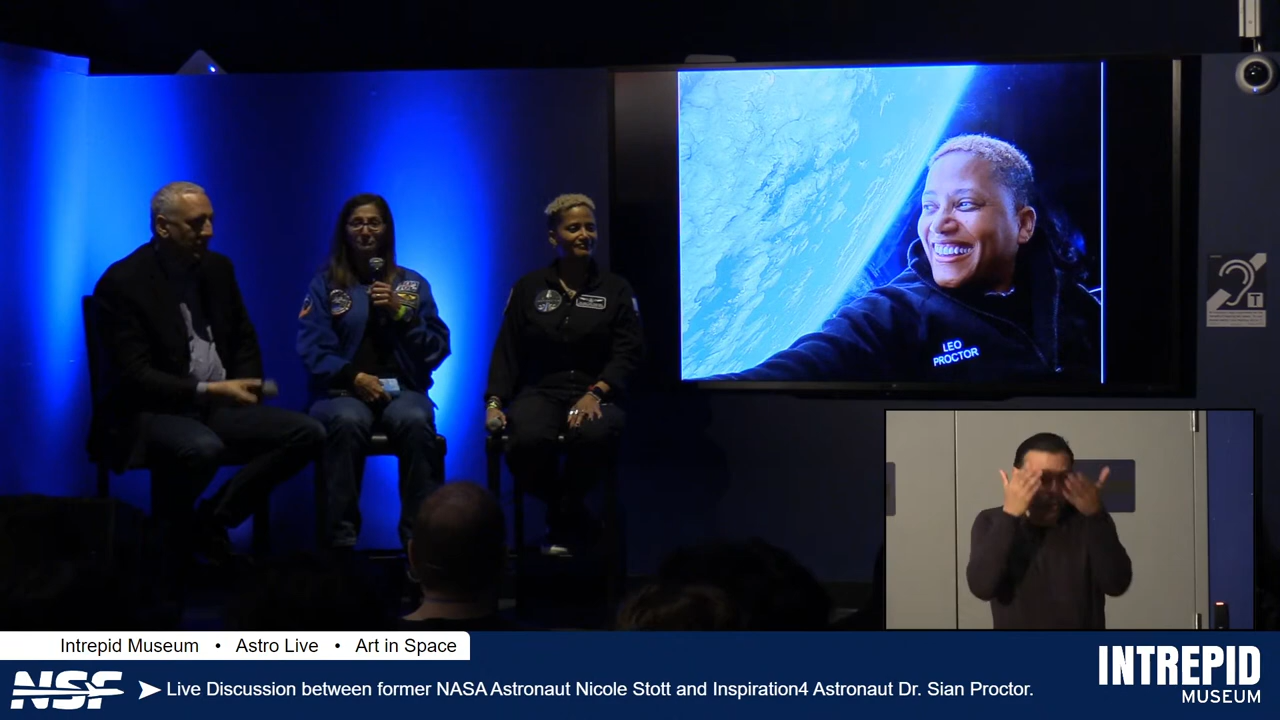 LEO
PROCTOR
T
Intrepid Museum • Astro Live • Art in Space
NSF
Live Discussion between former NASA Astronaut Nicole Stott and Inspiration4 Astronaut Dr. Sian Proctor.
INTREPID
MUSEUM